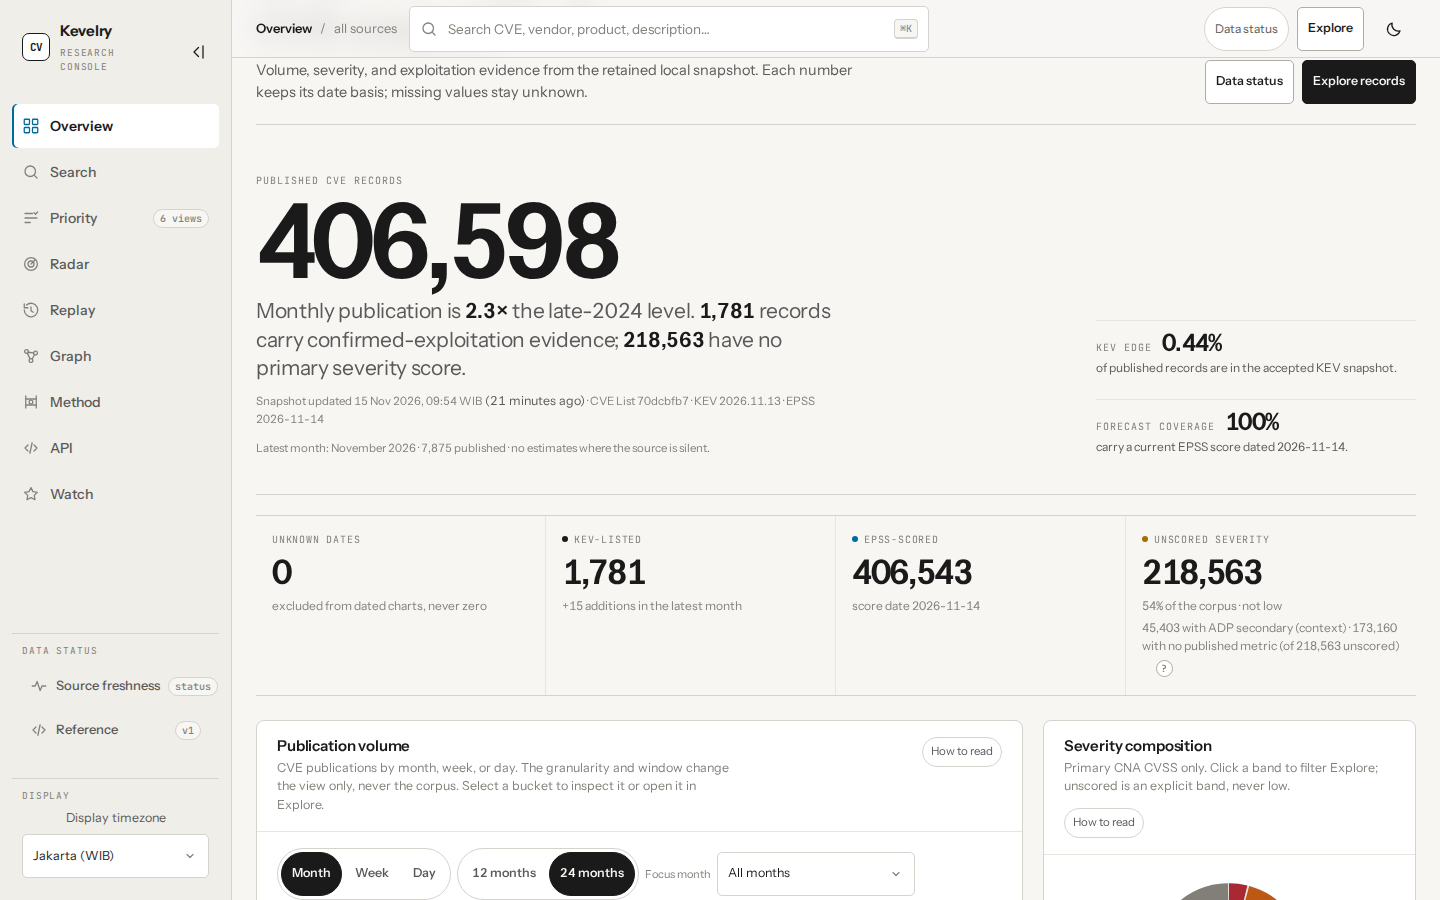 CV
Kevelry
RESEARCH
CONSOLE
Overview
Search
Priority
6 views
Radar
Replay
Graph
Method
API
Watch
DATA STATUS
Source freshness
status
Reference
v1
DISPLAY
Display timezone
Jakarta (WIB)
Overview / all sources
Search CVE, vendor, product, description...
⌘K
Data status
Explore
Volume, severity, and exploitation evidence from the retained local snapshot. Each number
keeps its date basis; missing values stay unknown.
Data status
Explore records
PUBLISHED CVE RECORDS
406,598
Monthly publication is 2.3× the late-2024 level. 1,781 records
carry confirmed-exploitation evidence; 218,563 have no
primary severity score.
Snapshot updated 15 Nov 2026, 09:54 WIB (21 minutes ago) · CVE List 70dcbfb7 · KEV 2026.11.13 · EPSS
2026-11-14
Latest month: November 2026 · 7,875 published · no estimates where the source is silent.
KEV EDGE 0.44%
of published records are in the accepted KEV snapshot.
FORECAST COVERAGE 100%
carry a current EPSS score dated 2026-11-14.
UNKNOWN DATES
0
excluded from dated charts, never zero
KEV-LISTED
1,781
+15 additions in the latest month
EPSS-SCORED
406,543
score date 2026-11-14
UNSCORED SEVERITY
218,563
54% of the corpus · not low
45,403 with ADP secondary (context) · 173,160
with no published metric (of 218,563 unscored)
?
Publication volume
CVE publications by month, week, or day. The granularity and window change
the view only, never the corpus. Select a bucket to inspect it or open it in
Explore.
How to read
Month
Week
Day
12 months
24 months
Focus month
All months
Severity composition
Primary CNA CVSS only. Click a band to filter Explore;
unscored is an explicit band, never low.
How to read